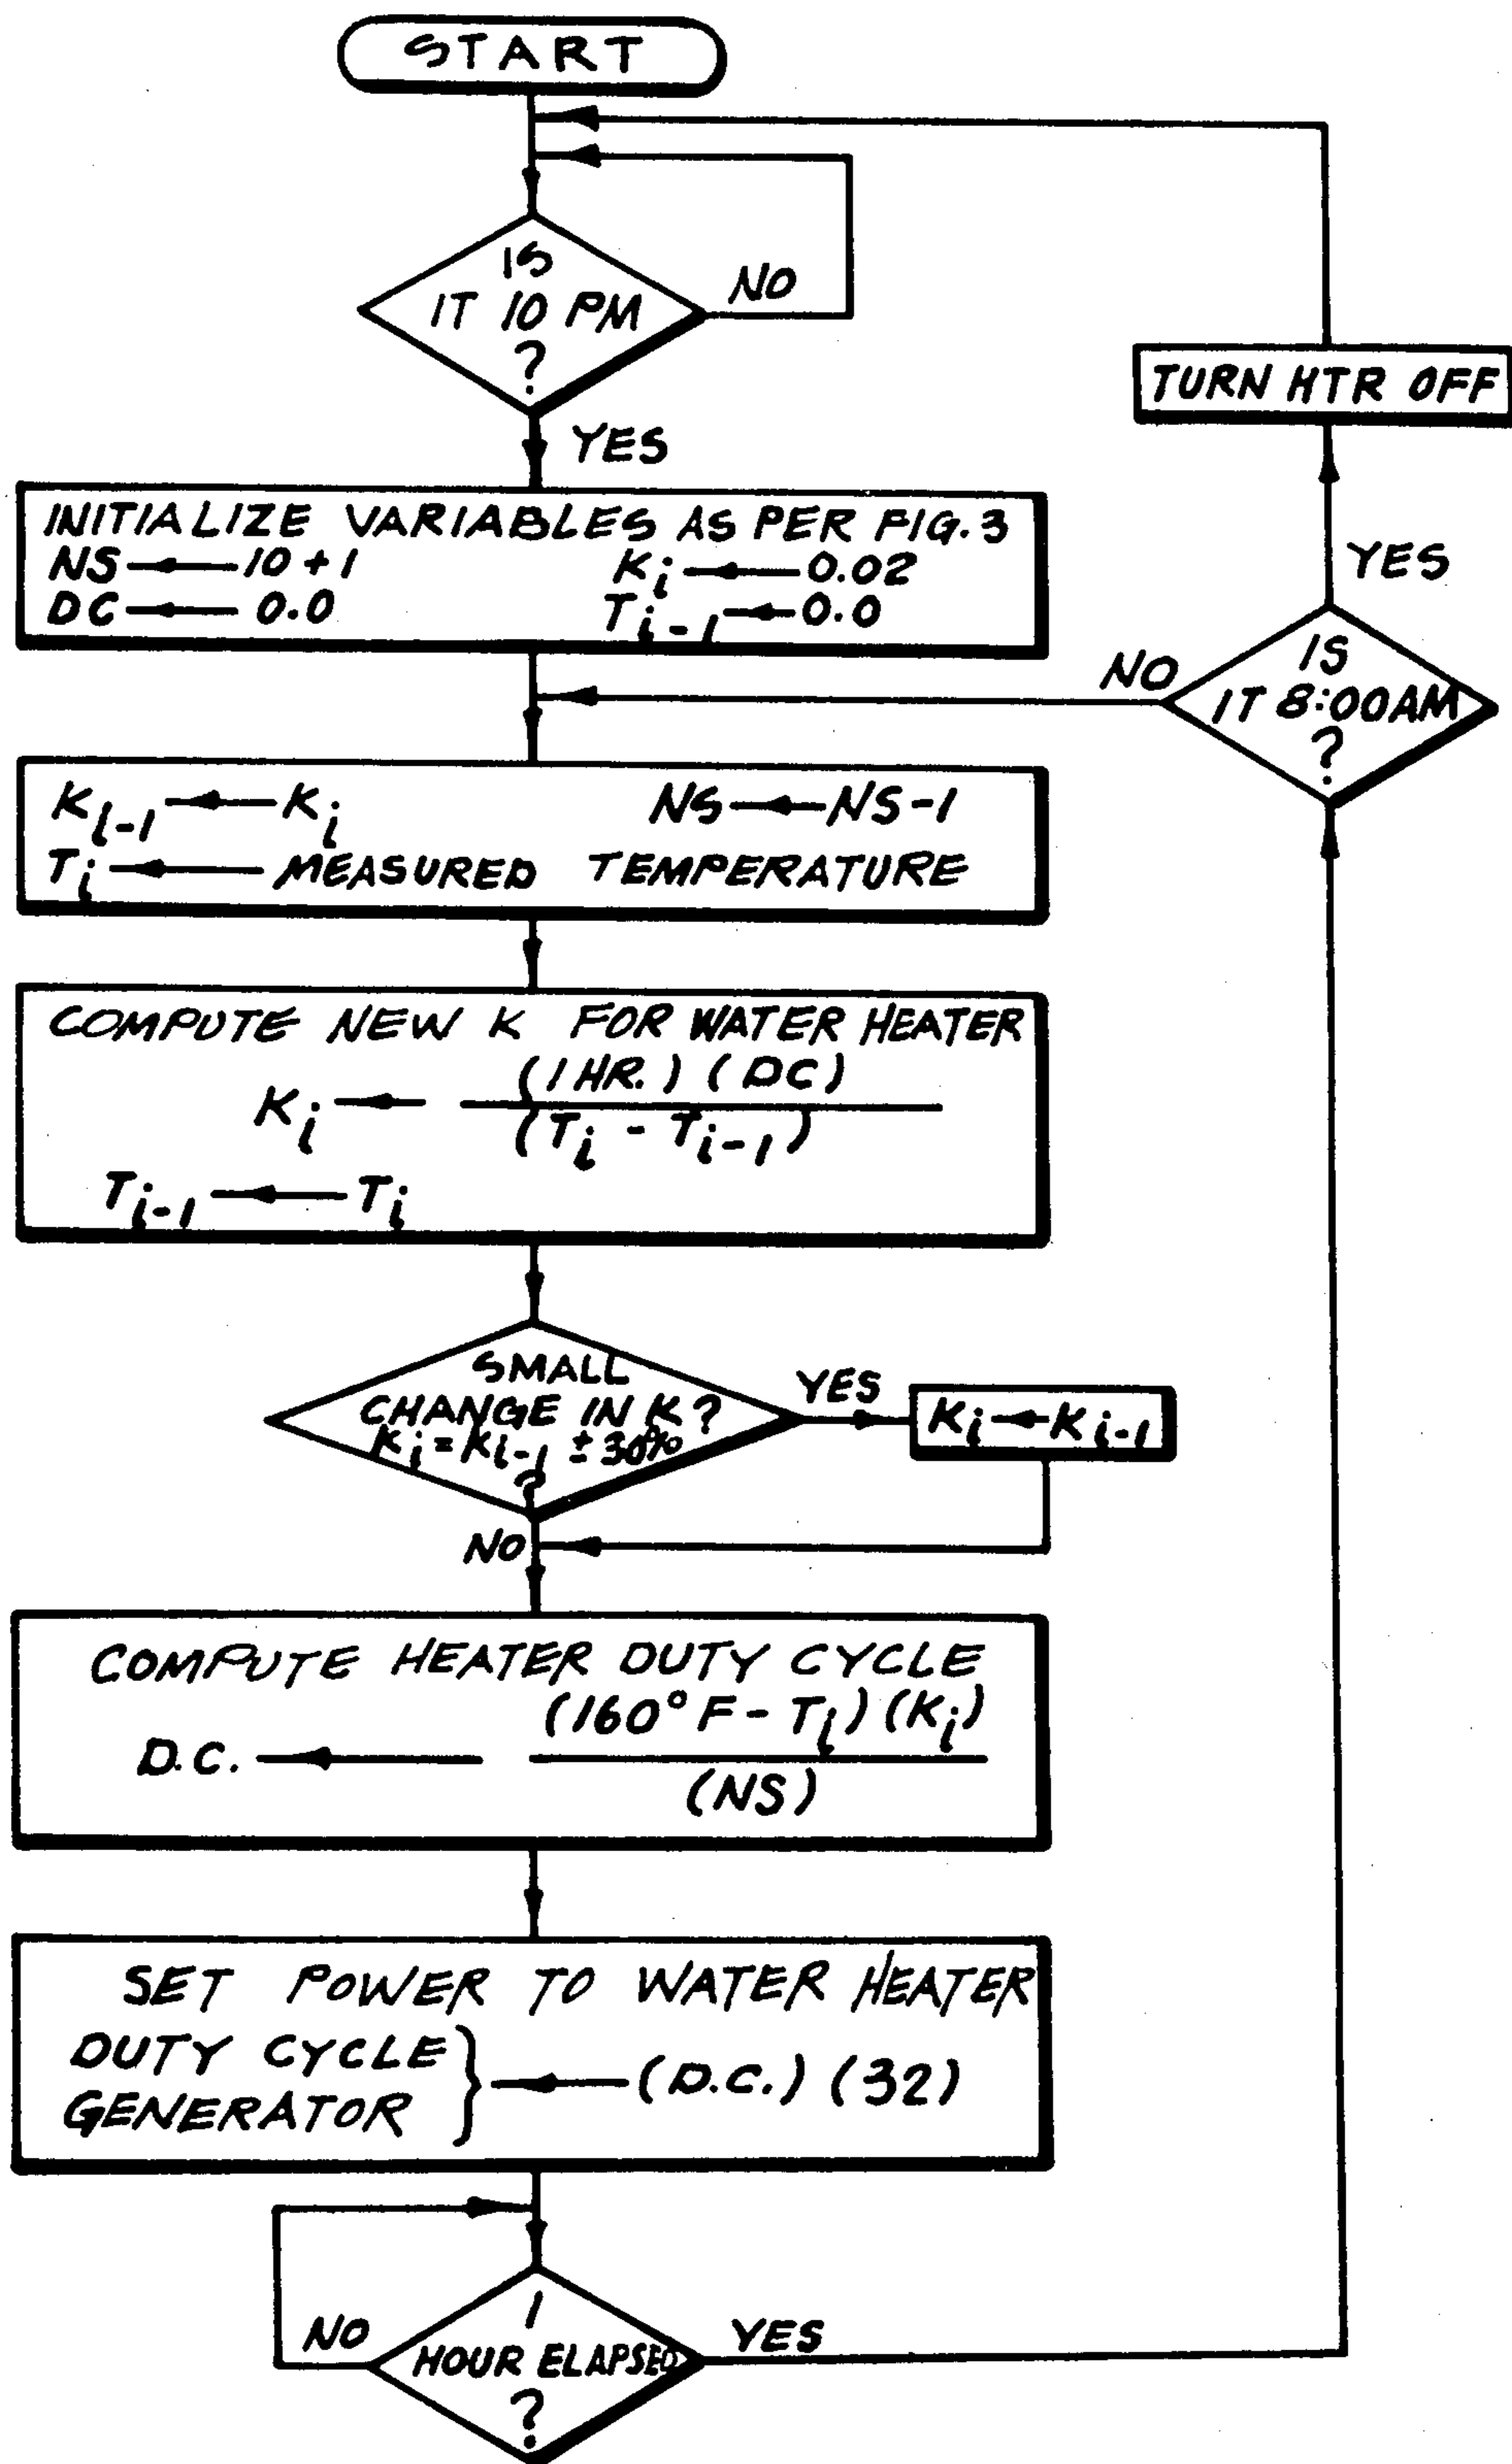 START
IS
IT 10 PM
?
NO
YES
TURN HTR OFF
INITIALIZE VARIABLES AS PER FIG. 3
NS ← 10 + 1 Ki ← 0.02
DC ← 0.0 Ti-1 ← 0.0
YES
IS
IT 8:00AM
?
NO
Ki-1 ← Ki NS ← NS-1
Ti ← MEASURED TEMPERATURE
COMPUTE NEW K FOR WATER HEATER
(1 HR.) (DC)
Ki ←
(Ti - Ti-1)
Ti-1 ← Ti
SMALL
CHANGE IN K?
Ki = Ki-1 ± 30%
?
YES
Ki ← Ki-1
NO
COMPUTE HEATER DUTY CYCLE
(160° F - Ti) (Ki)
D.C. ←
(NS)
SET POWER TO WATER HEATER
DUTY CYCLE
GENERATOR } ← (D.C.) (32)
1
HOUR ELAPSED
?
NO
YES